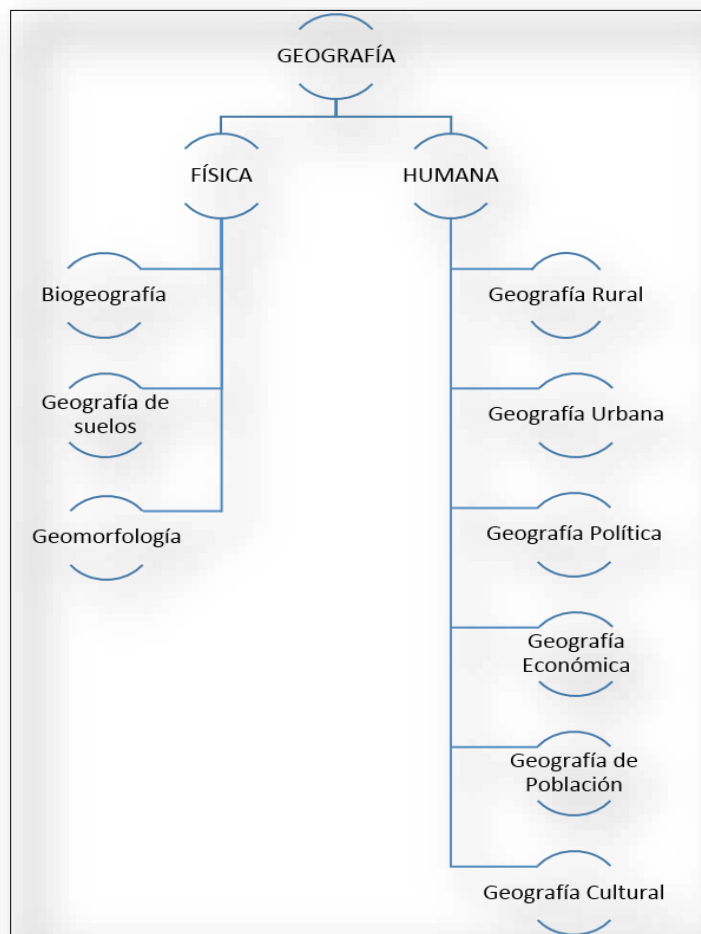 GEOGRAFÍA
FÍSICA
HUMANA
Biogeografía
Geografía de
suelos
Geomorfología
Geografía Rural
Geografía Urbana
Geografía Política
Geografía
Económica
Geografía de
Población
Geografía Cultural